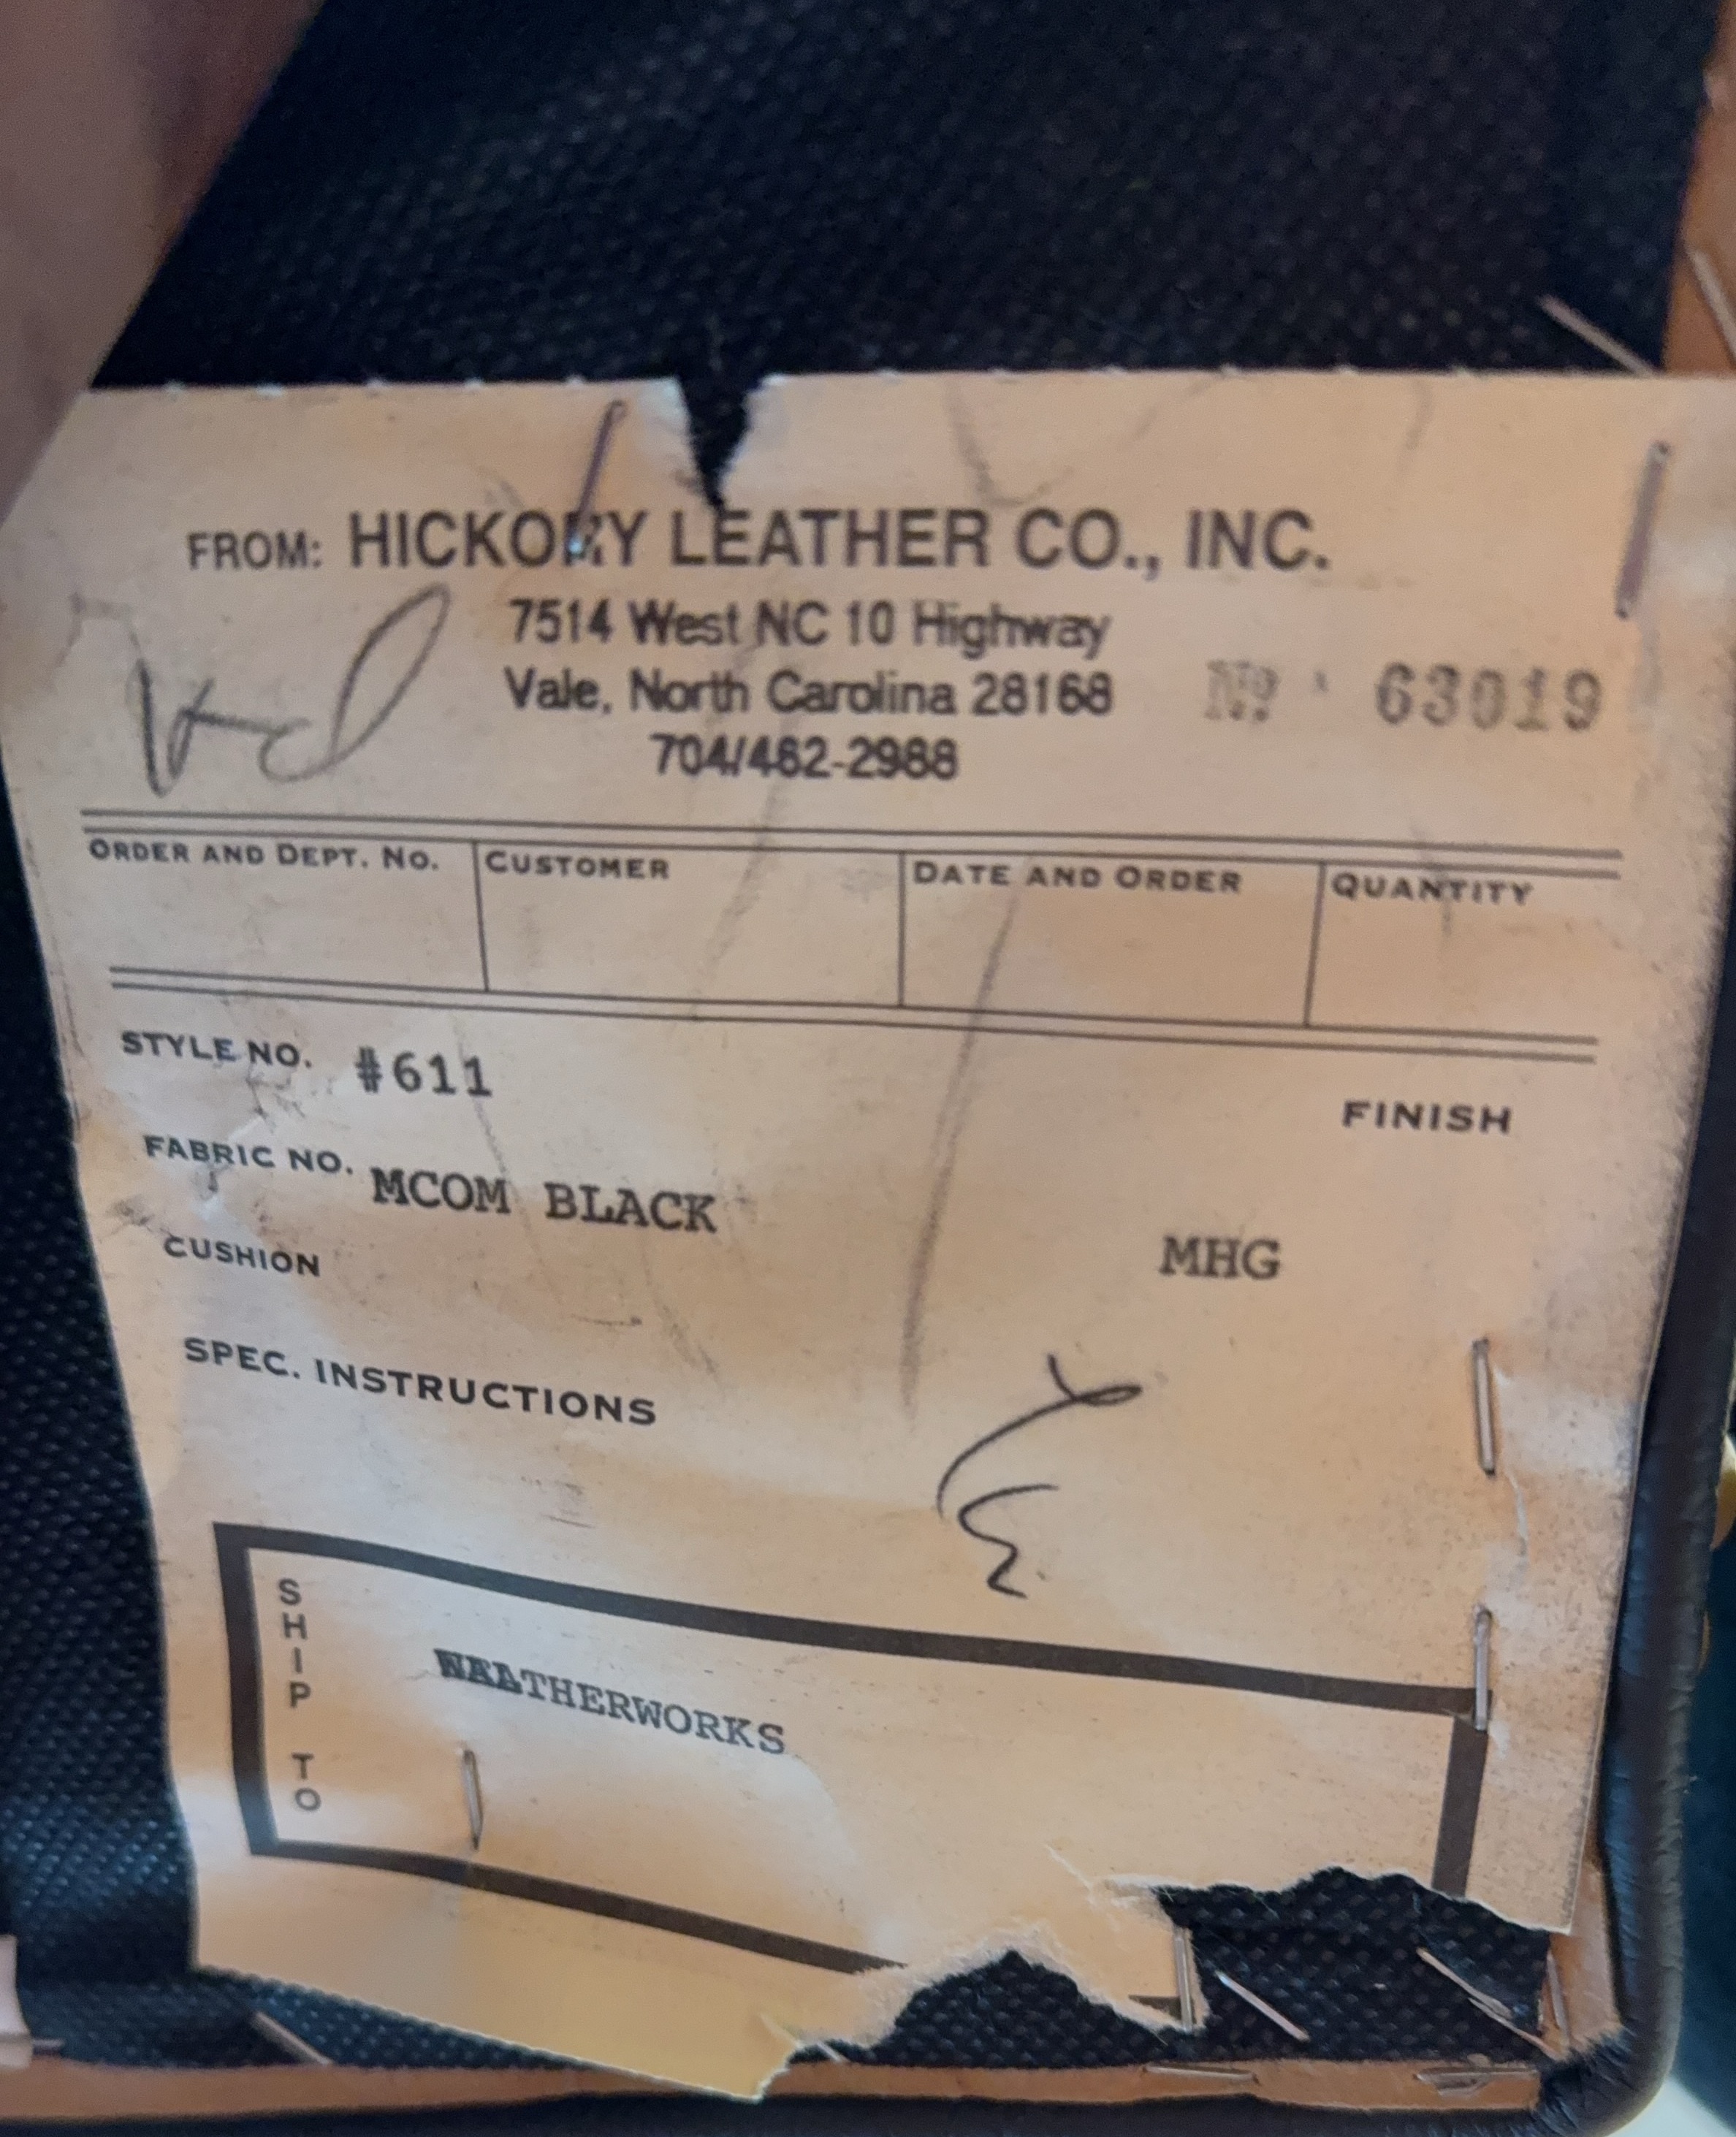 FROM: HICKORY LEATHER CO., INC.
7514 West NC 10 Highway
Vale, North Carolina 28168
Nº 63019
704/462-2988
ORDER AND DEPT. NO. CUSTOMER DATE AND ORDER QUANTITY
STYLE NO. #611
FINISH
FABRIC NO. MCOM BLACK
MHG
CUSHION
SPEC. INSTRUCTIONS
SHIP TO